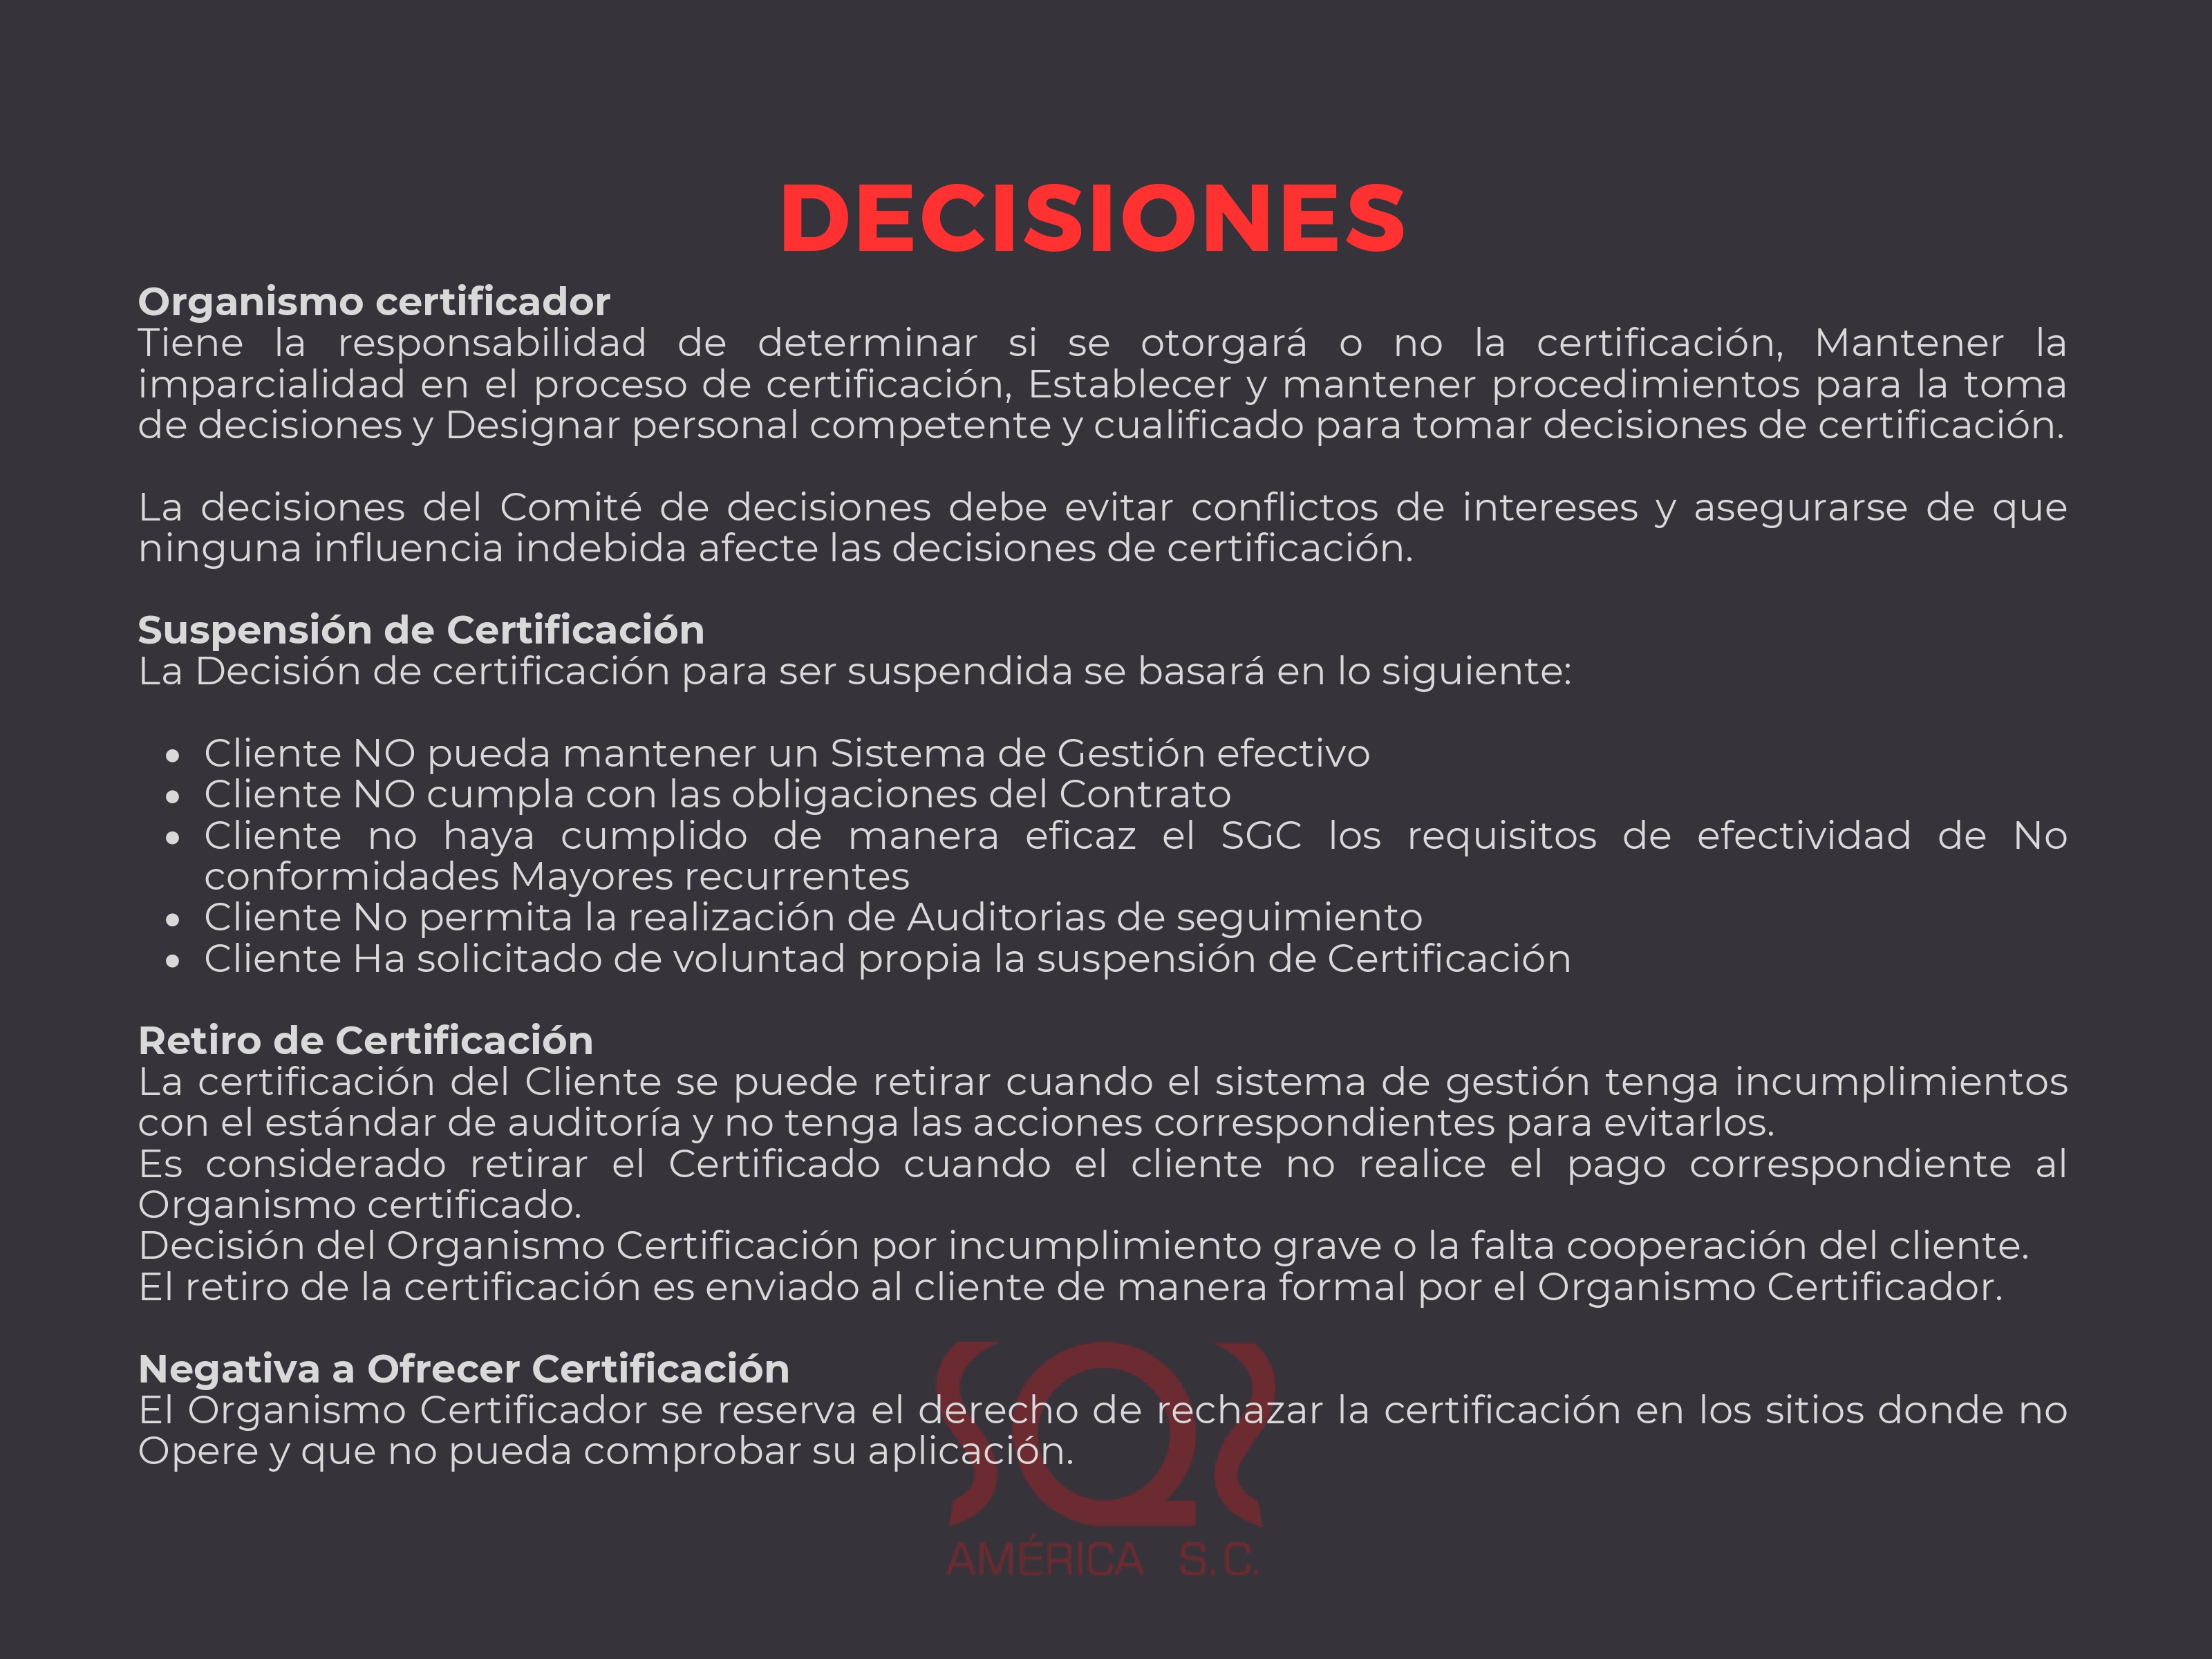 DECISIONES
Organismo certificador
Tiene la responsabilidad de determinar si se otorgará o no la certificación, Mantener la
imparcialidad en el proceso de certificación, Establecer y mantener procedimientos para la toma
de decisiones y Designar personal competente y cualificado para tomar decisiones de certificación.
La decisiones del Comité de decisiones debe evitar conflictos de intereses y asegurarse de que
ninguna influencia indebida afecte las decisiones de certificación.
Suspensión de Certificación
La Decisión de certificación para ser suspendida se basará en lo siguiente:
• Cliente NO pueda mantener un Sistema de Gestión efectivo
• Cliente NO cumpla con las obligaciones del Contrato
• Cliente no haya cumplido de manera eficaz el SGC los requisitos de efectividad de No
conformidades Mayores recurrentes
• Cliente No permita la realización de Auditorias de seguimiento
• Cliente Ha solicitado de voluntad propia la suspensión de Certificación
Retiro de Certificación
La certificación del Cliente se puede retirar cuando el sistema de gestión tenga incumplimientos
con el estándar de auditoría y no tenga las acciones correspondientes para evitarlos.
Es considerado retirar el Certificado cuando el cliente no realice el pago correspondiente al
Organismo certificado.
Decisión del Organismo Certificación por incumplimiento grave o la falta cooperación del cliente.
El retiro de la certificación es enviado al cliente de manera formal por el Organismo Certificador.
Negativa a Ofrecer Certificación
El Organismo Certificador se reserva el derecho de rechazar la certificación en los sitios donde no
Opere y que no pueda comprobar su aplicación.
SQS
AMÉRICA S.C.